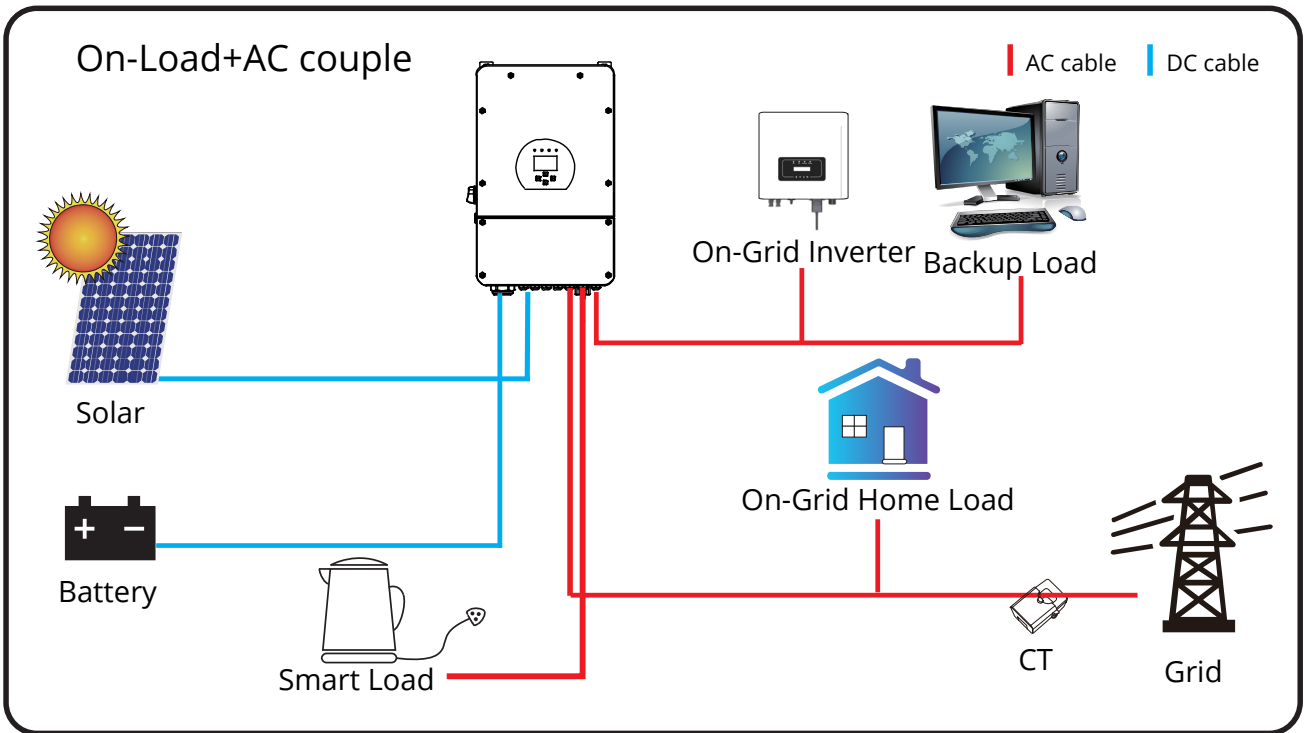 On-Load+AC couple
AC cable
DC cable
On-Grid Inverter
Backup Load
Solar
On-Grid Home Load
+ −
Battery
Smart Load
CT
Grid